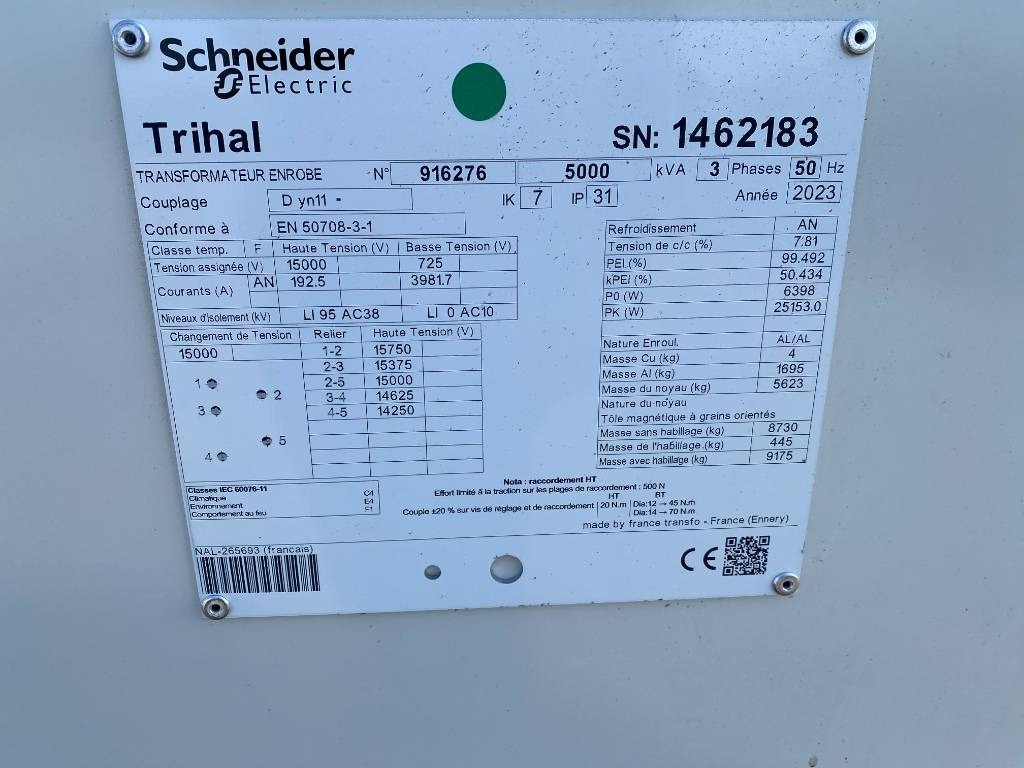 Schneider
Electric
Trihal SN: 1462183
TRANSFORMATEUR ENROBE N° 916276 5000 kVA 3 Phases 50 Hz
Couplage D yn11 - IK 7 IP 31 Année 2023
Conforme à EN 50708-3-1
Classe temp. F Haute Tension (V) Basse Tension (V)
Tension assignée (V) 15000 725
Courants (A) AN 192.5 3981.7
Niveaux d'isolement (kV) LI 95 AC38 LI 0 AC10
Changement de Tension Relier Haute Tension (V)
15000 1-2 15750
2-3 15375
2-5 15000
3-4 14625
4-5 14250
1
2
3
5
4
Refroidissement AN
Tension de c/c (%) 7.81
PEI (%) 99.492
kPEI (%) 50.434
P0 (W) 6398
PK (W) 25153.0
Nature Enroul. AL/AL
Masse Cu (kg) 4
Masse Al (kg) 1695
Masse du noyau (kg) 5623
Nature du noyau
Tôle magnétique à grains orientés
Masse sans habillage (kg) 8730
Masse de l'habillage (kg) 445
Masse avec habillage (kg) 9175
Classes IEC 60076-11
Climatique C4
Environnement E4
Comportement au feu F1
Nota : raccordement HT
Effort limité à la traction sur les plages de raccordement : 500 N
HT BT
Couple ±20 % sur vis de réglage et de raccordement 20 N.m Dia:12 → 45 N.m
Dia:14 → 70 N.m
made by france transfo - France (Ennery)
NAL-265693 (francais)
CE